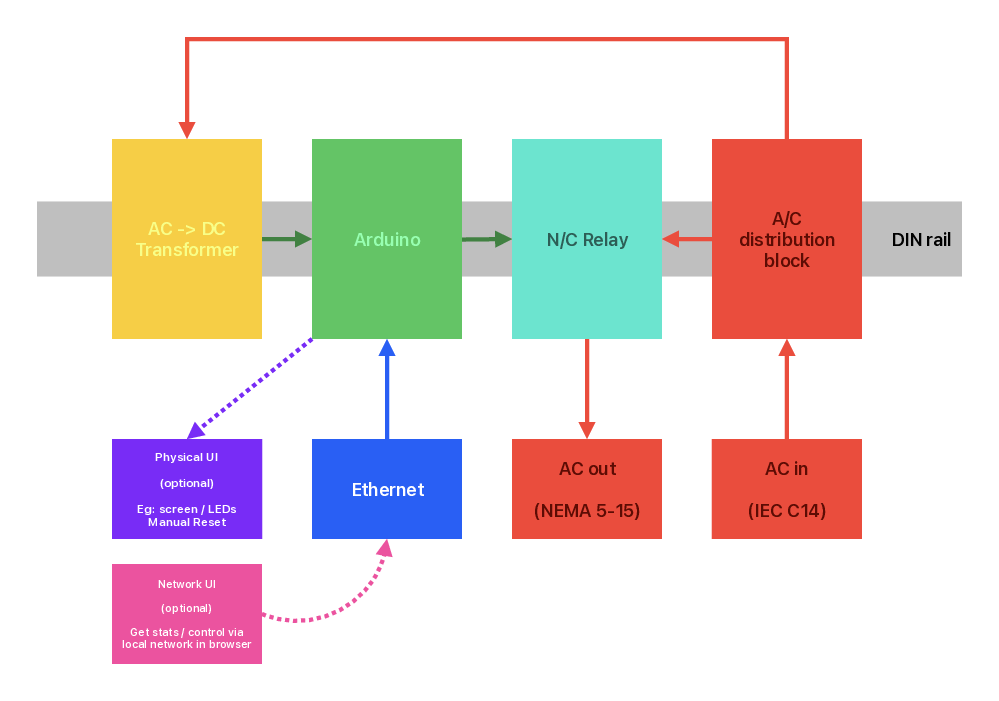 AC -> DC
Transformer
Arduino
N/C Relay
A/C
distribution
block
DIN rail
Physical UI
(optional)
Eg: screen / LEDs
Manual Reset
Ethernet
AC out
(NEMA 5-15)
AC in
(IEC C14)
Network UI
(optional)
Get stats / control via
local network in browser